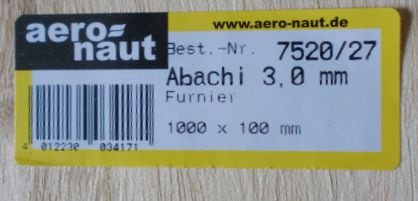 aero=
naut
www.aero-naut.de
Best.-Nr. 7520/27
Abachi 3,0 mm
Furnier
1000 x 100 mm
4 012230 034171